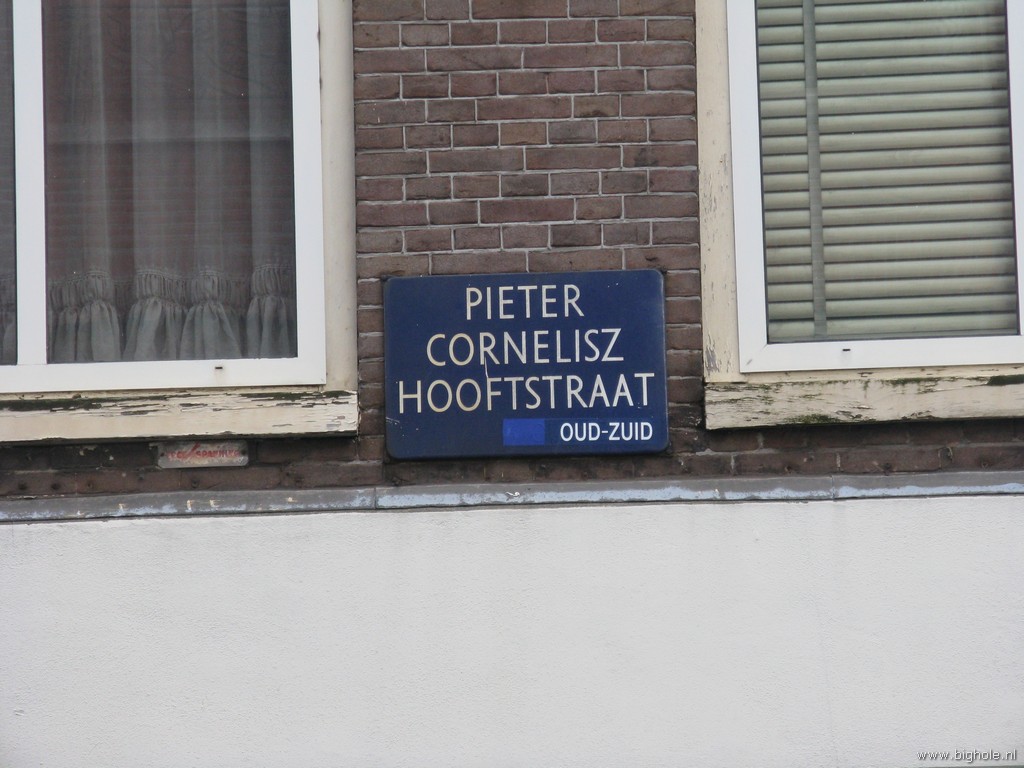 PIETER
CORNELISZ
HOOFTSTRAAT
OUD-ZUID
www.bighole.nl